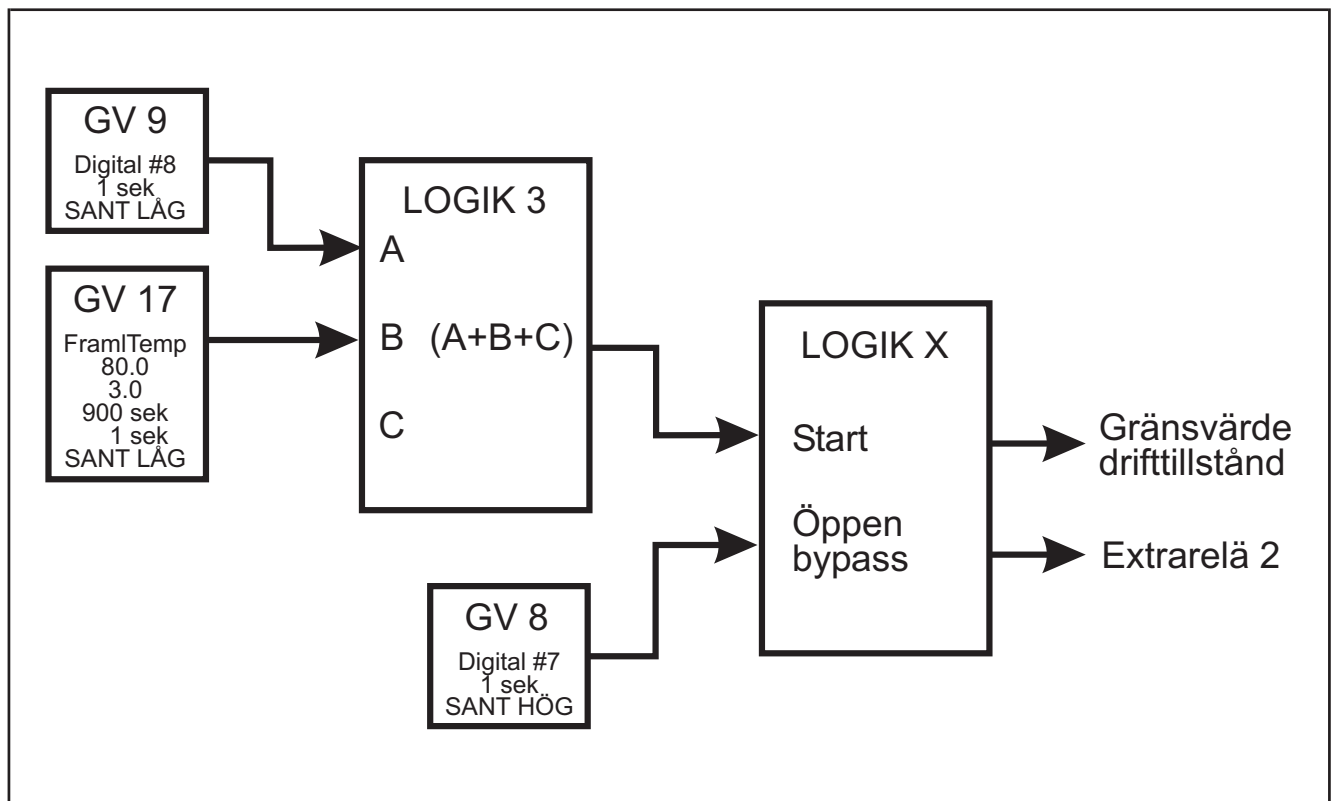 GV 9
Digital #8
1 sek
SANT LÅG
GV 17
FramlTemp
80.0
3.0
900 sek
1 sek
SANT LÅG
LOGIK 3
A
B (A+B+C)
C
GV 8
Digital #7
1 sek
SANT HÖG
LOGIK X
Start
Öppen
bypass
Gränsvärde
drifttillstånd
Extrarelä 2